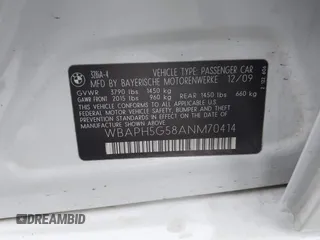 328A-4 VEHICLE TYPE: PASSENGER CAR
MFD BY BAYERISCHE MOTORENWERKE 12/09
GVWR 3790 LBS 1450 KG
GAWR FRONT 2015 LBS 960 KG REAR 1450 LBS 660 KG
THIS VEHICLE CONFORMS TO ALL APPLICABLE
FEDERAL MOTOR VEHICLE SAFETY, BUMPER, AND
THEFT PREVENTION STANDARDS IN EFFECT ON
THE DATE OF MANUFACTURE SHOWN ABOVE.
WBAPH5G58ANM70414
DREAMBID